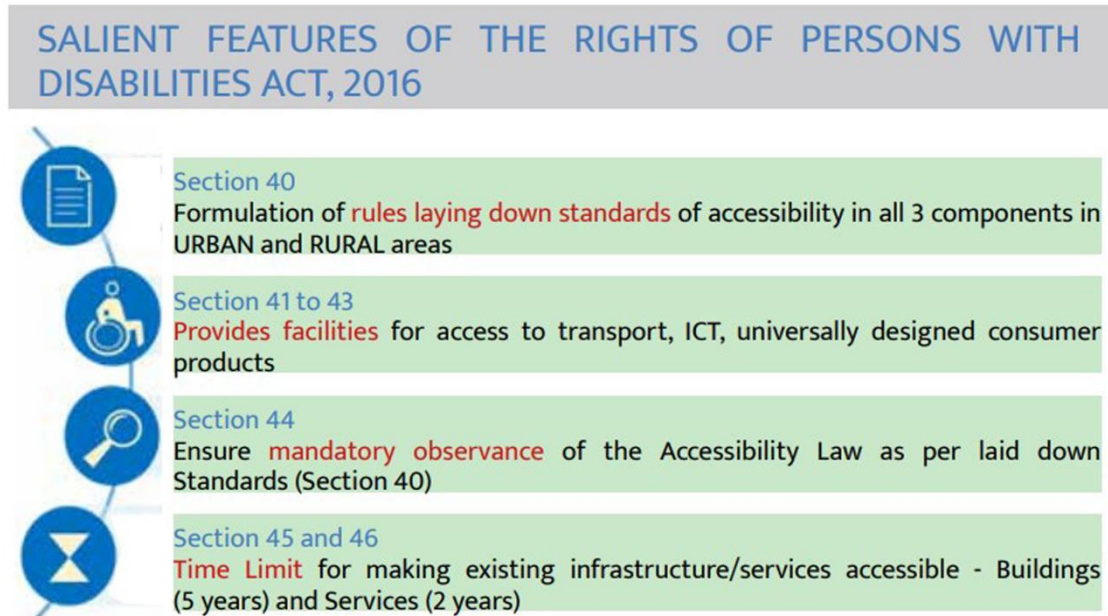 SALIENT FEATURES OF THE RIGHTS OF PERSONS WITH
DISABILITIES ACT, 2016
Section 40
Formulation of rules laying down standards of accessibility in all 3 components in
URBAN and RURAL areas
Section 41 to 43
Provides facilities for access to transport, ICT, universally designed consumer
products
Section 44
Ensure mandatory observance of the Accessibility Law as per laid down
Standards (Section 40)
Section 45 and 46
Time Limit for making existing infrastructure/services accessible - Buildings
(5 years) and Services (2 years)